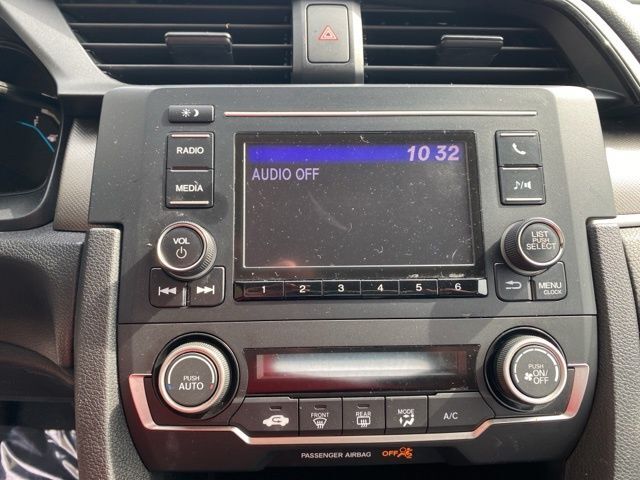 10 32
AUDIO OFF
RADIO
MEDIA
VOL
LIST
PUSH
SELECT
MENU
CLOCK
1 2 3 4 5 6
PUSH
AUTO
PUSH
ON/
OFF
FRONT
REAR
MODE
A/C
PASSENGER AIRBAG OFF